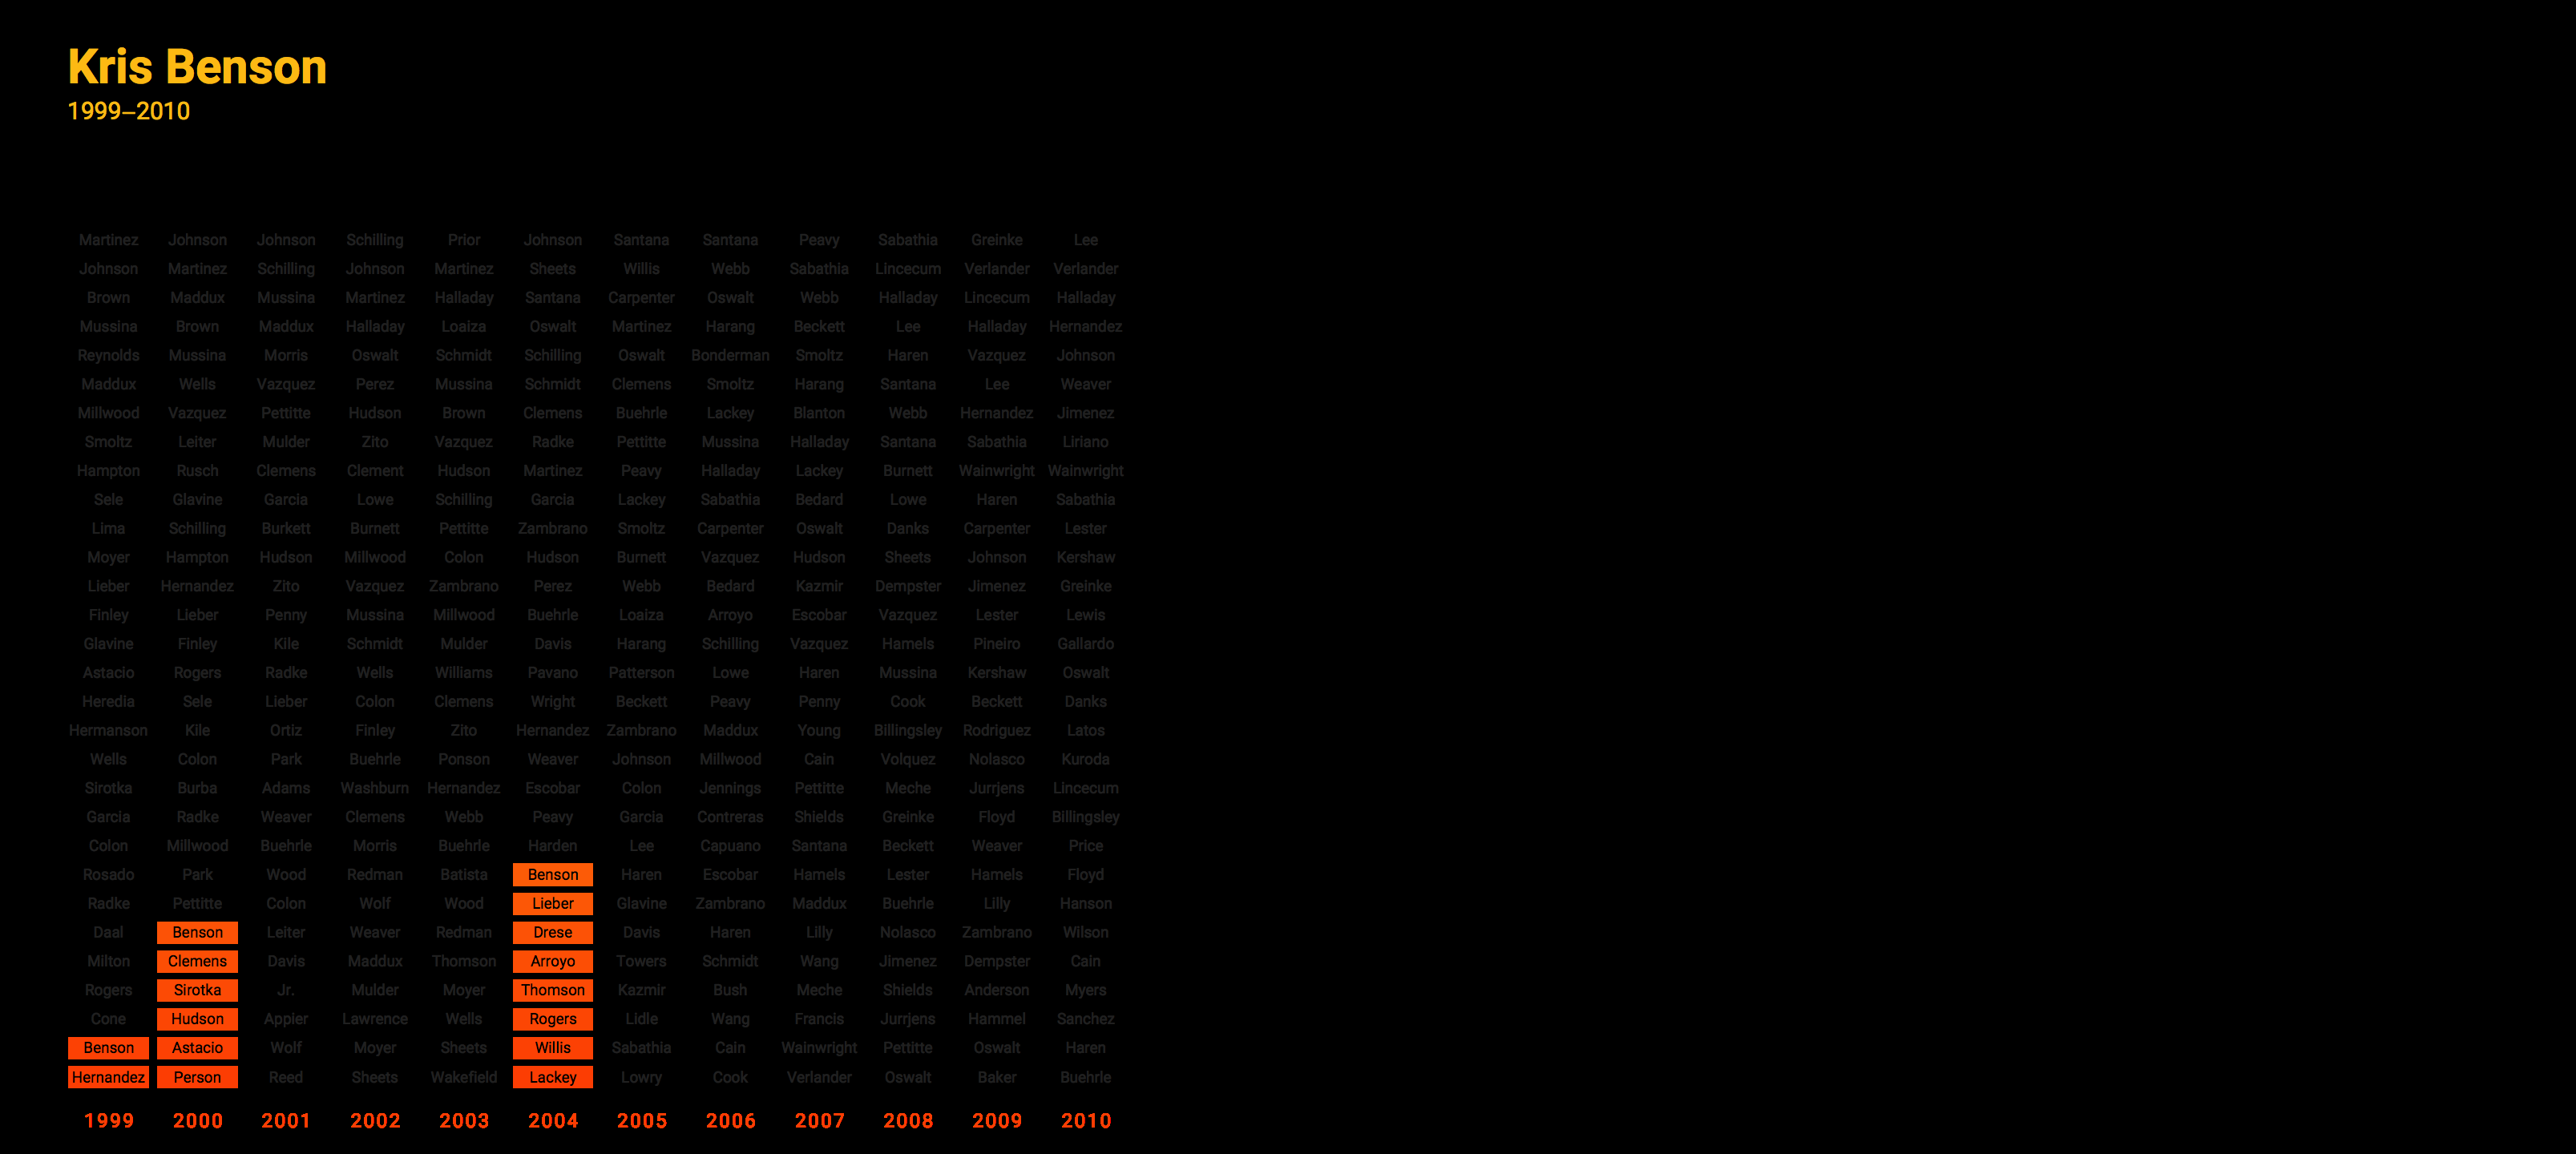 Kris Benson
1999–2010
Martinez Johnson Johnson Schilling Prior Johnson Santana Santana Peavy Sabathia Greinke Lee
Johnson Martinez Schilling Johnson Martinez Sheets Willis Webb Sabathia Lincecum Verlander Verlander
Brown Maddux Mussina Martinez Halladay Santana Carpenter Oswalt Webb Halladay Lincecum Halladay
Mussina Brown Maddux Halladay Loaiza Oswalt Martinez Harang Beckett Lee Halladay Hernandez
Reynolds Mussina Morris Oswalt Schmidt Schilling Oswalt Bonderman Smoltz Haren Vazquez Johnson
Maddux Wells Vazquez Perez Mussina Schmidt Clemens Smoltz Harang Santana Lee Weaver
Millwood Vazquez Pettitte Hudson Brown Clemens Buehrle Lackey Blanton Webb Hernandez Jimenez
Smoltz Leiter Mulder Zito Vazquez Radke Pettitte Mussina Halladay Santana Sabathia Liriano
Hampton Rusch Clemens Clement Hudson Martinez Peavy Halladay Lackey Burnett Wainwright Wainwright
Sele Glavine Garcia Lowe Schilling Garcia Lackey Sabathia Bedard Lowe Haren Sabathia
Lima Schilling Burkett Burnett Pettitte Zambrano Smoltz Carpenter Oswalt Danks Carpenter Lester
Moyer Hampton Hudson Millwood Colon Hudson Burnett Vazquez Hudson Sheets Johnson Kershaw
Lieber Hernandez Zito Vazquez Zambrano Perez Webb Bedard Kazmir Dempster Jimenez Greinke
Finley Lieber Penny Mussina Millwood Buehrle Loaiza Arroyo Escobar Vazquez Lester Lewis
Glavine Finley Kile Schmidt Mulder Davis Harang Schilling Vazquez Hamels Pineiro Gallardo
Astacio Rogers Radke Wells Williams Pavano Patterson Lowe Haren Mussina Kershaw Oswalt
Heredia Sele Lieber Colon Clemens Wright Beckett Peavy Penny Cook Beckett Danks
Hermanson Kile Ortiz Finley Zito Hernandez Zambrano Maddux Young Billingsley Rodriguez Latos
Wells Colon Park Buehrle Ponson Weaver Johnson Millwood Cain Volquez Nolasco Kuroda
Sirotka Burba Adams Washburn Hernandez Escobar Colon Jennings Pettitte Meche Jurrjens Lincecum
Garcia Radke Weaver Clemens Webb Peavy Garcia Contreras Shields Greinke Floyd Billingsley
Colon Millwood Buehrle Morris Buehrle Harden Lee Capuano Santana Beckett Weaver Price
Rosado Park Wood Redman Batista Benson Haren Escobar Hamels Lester Hamels Floyd
Radke Pettitte Colon Wolf Wood Lieber Glavine Zambrano Maddux Buehrle Lilly Hanson
Daal Benson Leiter Weaver Redman Drese Davis Haren Lilly Nolasco Zambrano Wilson
Milton Clemens Davis Maddux Thomson Arroyo Towers Schmidt Wang Jimenez Dempster Cain
Rogers Sirotka Jr. Mulder Moyer Thomson Kazmir Bush Meche Shields Anderson Myers
Cone Hudson Appier Lawrence Wells Rogers Lidle Wang Francis Jurrjens Hammel Sanchez
Benson Astacio Wolf Moyer Sheets Willis Sabathia Cain Wainwright Pettitte Oswalt Haren
Hernandez Person Reed Sheets Wakefield Lackey Lowry Cook Verlander Oswalt Baker Buehrle
1999 2000 2001 2002 2003 2004 2005 2006 2007 2008 2009 2010